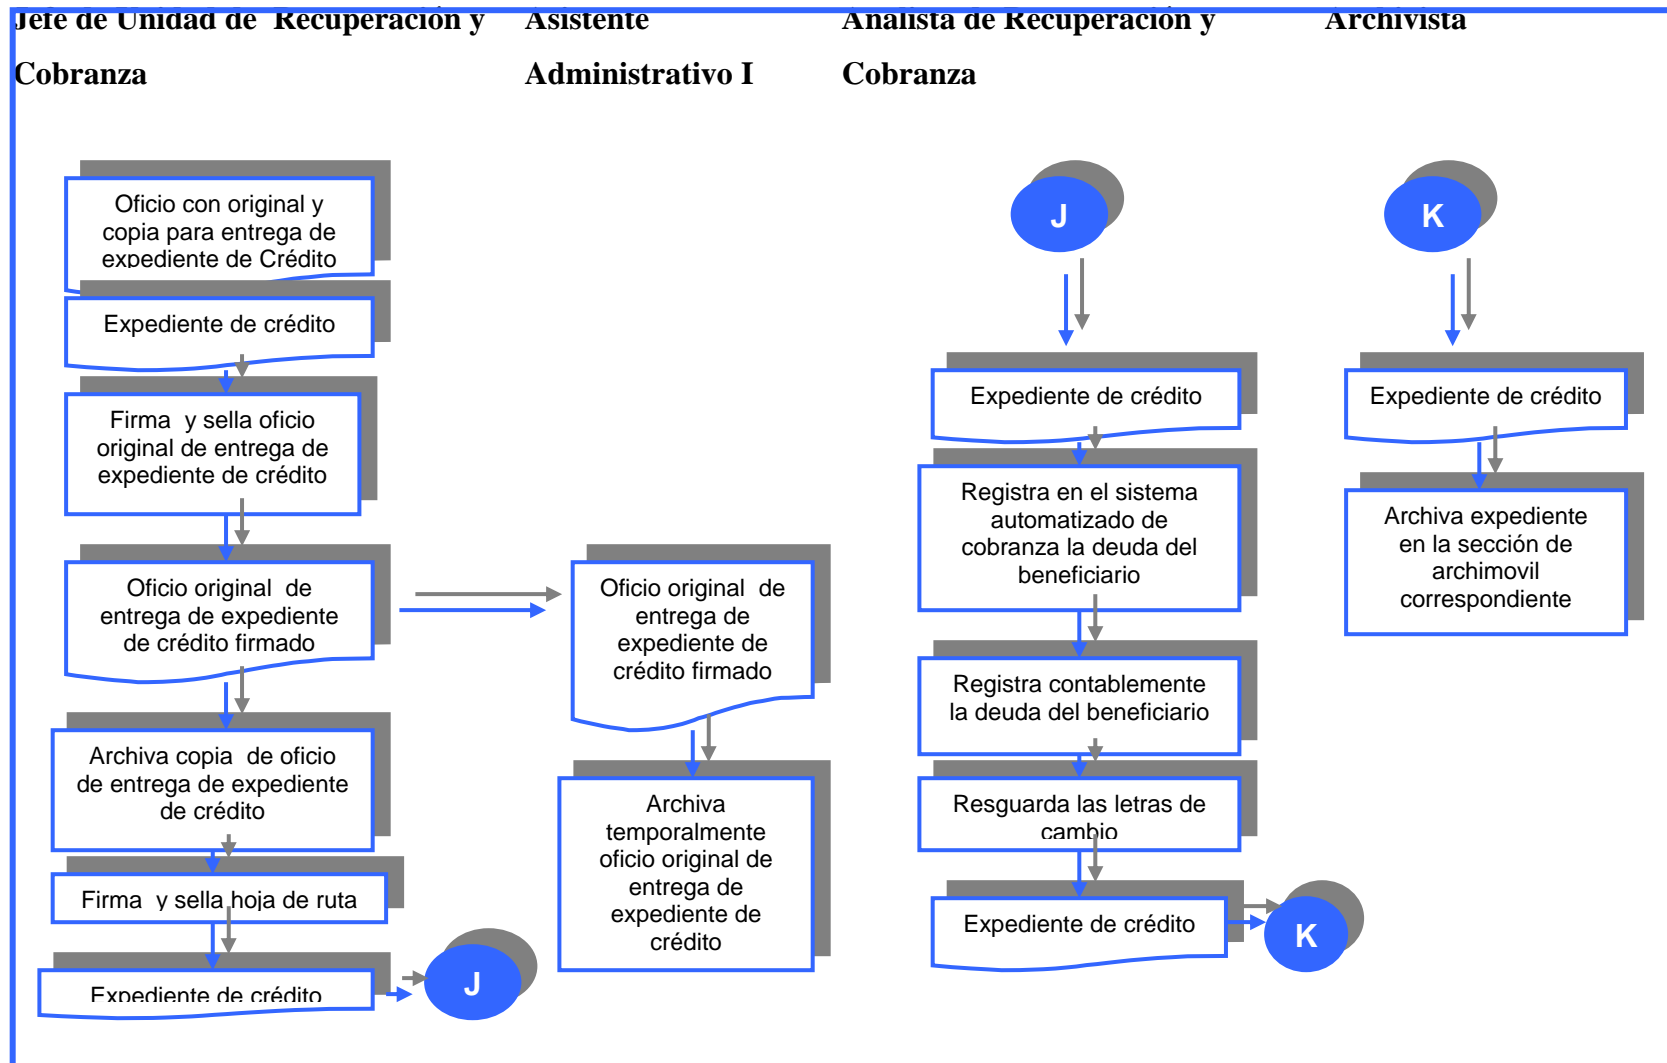 Jefe de Unidad de Recuperación y
Cobranza
Asistente
Administrativo I
Analista de Recuperación y
Cobranza
Archivista
Oficio con original y
copia para entrega de
expediente de Crédito
Expediente de crédito
Firma y sella oficio
original de entrega de
expediente de crédito
Oficio original de
entrega de expediente
de crédito firmado
Archiva copia de oficio
de entrega de expediente
de crédito
Firma y sella hoja de ruta
Expediente de crédito
J
Oficio original de
entrega de
expediente de
crédito firmado
Archiva
temporalmente
oficio original de
entrega de
expediente de
crédito
J
Expediente de crédito
Registra en el sistema
automatizado de
cobranza la deuda del
beneficiario
Registra contablemente
la deuda del beneficiario
Resguarda las letras de
cambio
Expediente de crédito
K
K
Expediente de crédito
Archiva expediente
en la sección de
archimovil
correspondiente